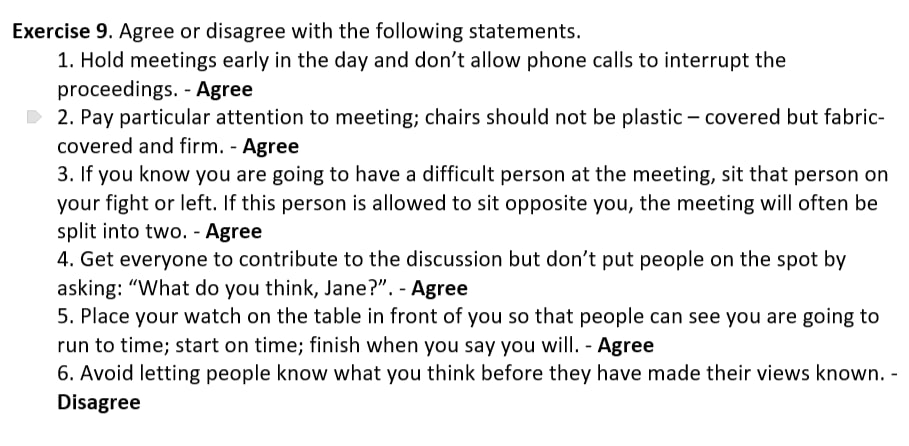 Exercise 9. Agree or disagree with the following statements.
1. Hold meetings early in the day and don’t allow phone calls to interrupt the
proceedings. - Agree
2. Pay particular attention to meeting; chairs should not be plastic – covered but fabric-
covered and firm. - Agree
3. If you know you are going to have a difficult person at the meeting, sit that person on
your fight or left. If this person is allowed to sit opposite you, the meeting will often be
split into two. - Agree
4. Get everyone to contribute to the discussion but don’t put people on the spot by
asking: “What do you think, Jane?”. - Agree
5. Place your watch on the table in front of you so that people can see you are going to
run to time; start on time; finish when you say you will. - Agree
6. Avoid letting people know what you think before they have made their views known. -
Disagree